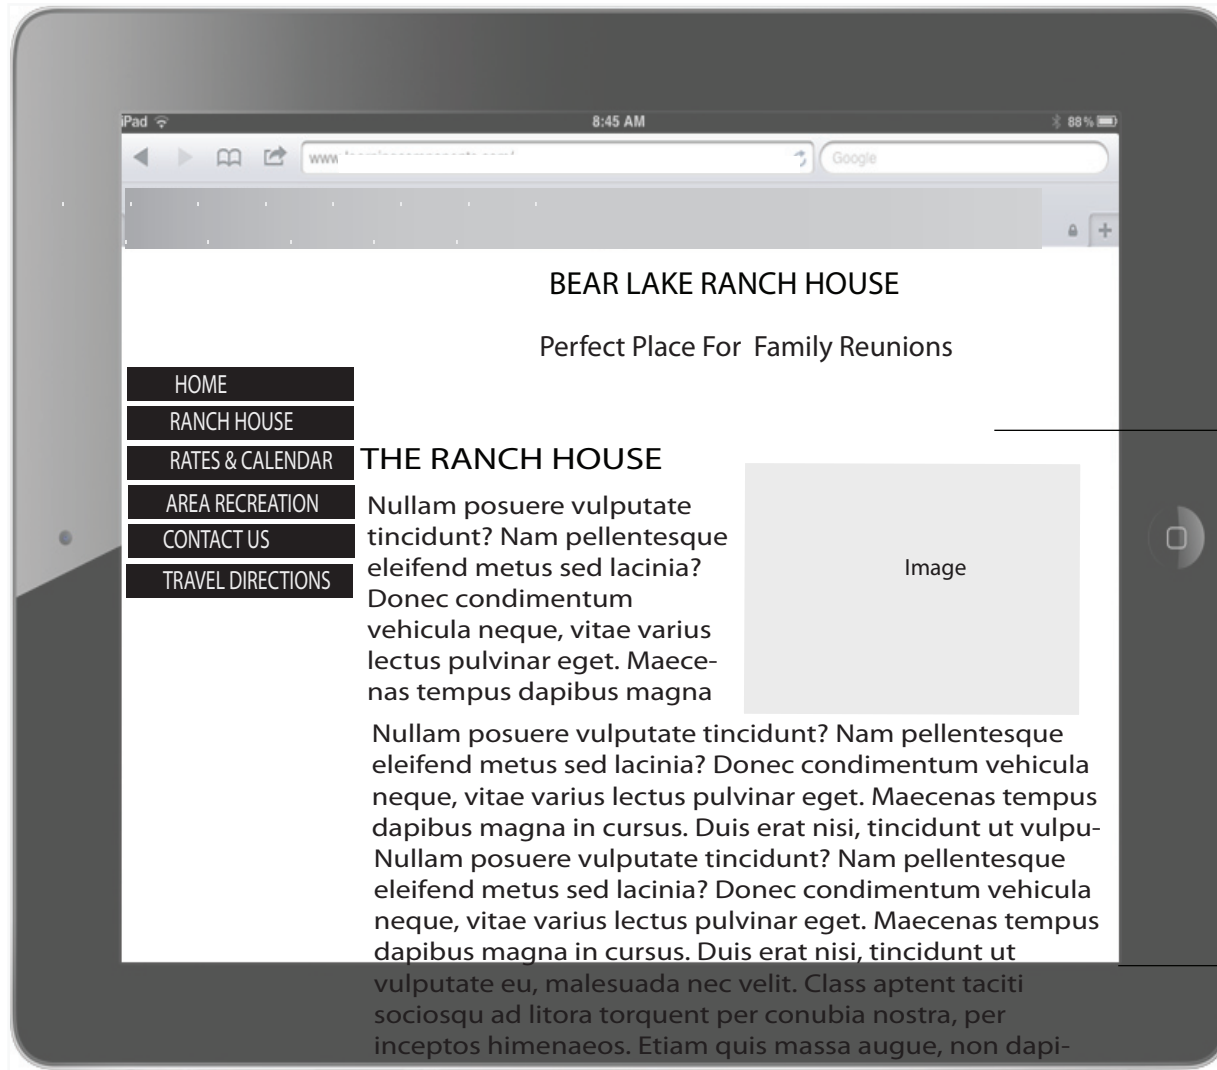 iPad
8:45 AM
88%
www
Google
BEAR LAKE RANCH HOUSE
Perfect Place For Family Reunions
HOME
RANCH HOUSE
RATES & CALENDAR
AREA RECREATION
CONTACT US
TRAVEL DIRECTIONS
THE RANCH HOUSE
Nullam posuere vulputate
tincidunt? Nam pellentesque
eleifend metus sed lacinia?
Donec condimentum
vehicula neque, vitae varius
lectus pulvinar eget. Maece-
nas tempus dapibus magna
Image
Nullam posuere vulputate tincidunt? Nam pellentesque
eleifend metus sed lacinia? Donec condimentum vehicula
neque, vitae varius lectus pulvinar eget. Maecenas tempus
dapibus magna in cursus. Duis erat nisi, tincidunt ut vulpu-
Nullam posuere vulputate tincidunt? Nam pellentesque
eleifend metus sed lacinia? Donec condimentum vehicula
neque, vitae varius lectus pulvinar eget. Maecenas tempus
dapibus magna in cursus. Duis erat nisi, tincidunt ut
vulputate eu, malesuada nec velit. Class aptent taciti
sociosqu ad litora torquent per conubia nostra, per
inceptos himenaeos. Etiam quis massa augue, non dapi-